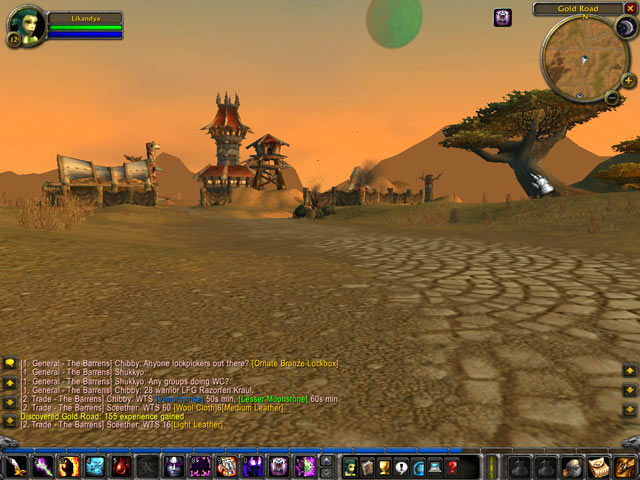 Likandya
12
Gold Road
N
[1. General - The Barrens] Chibby: Anyone lockpickers out there? [Ornate Bronze Lockbox]
[1. General - The Barrens] Shukkyo:
[1. General - The Barrens] Shukkyo: Any groups doing WC?
[1. General - The Barrens] Chibby: 28 warrior LFG Razorfen Kraul.
[2. Trade - The Barrens] Chibby: WTS 50s min, [Lesser Moonstone] 60s min.
[2. Trade - The Barrens] Sceether: WTS 60 [Wool Cloth]6[Medium Leather]
Discovered Gold Road: 155 experience gained
[2. Trade - The Barrens] Sceether: WTS 16[Light Leather]